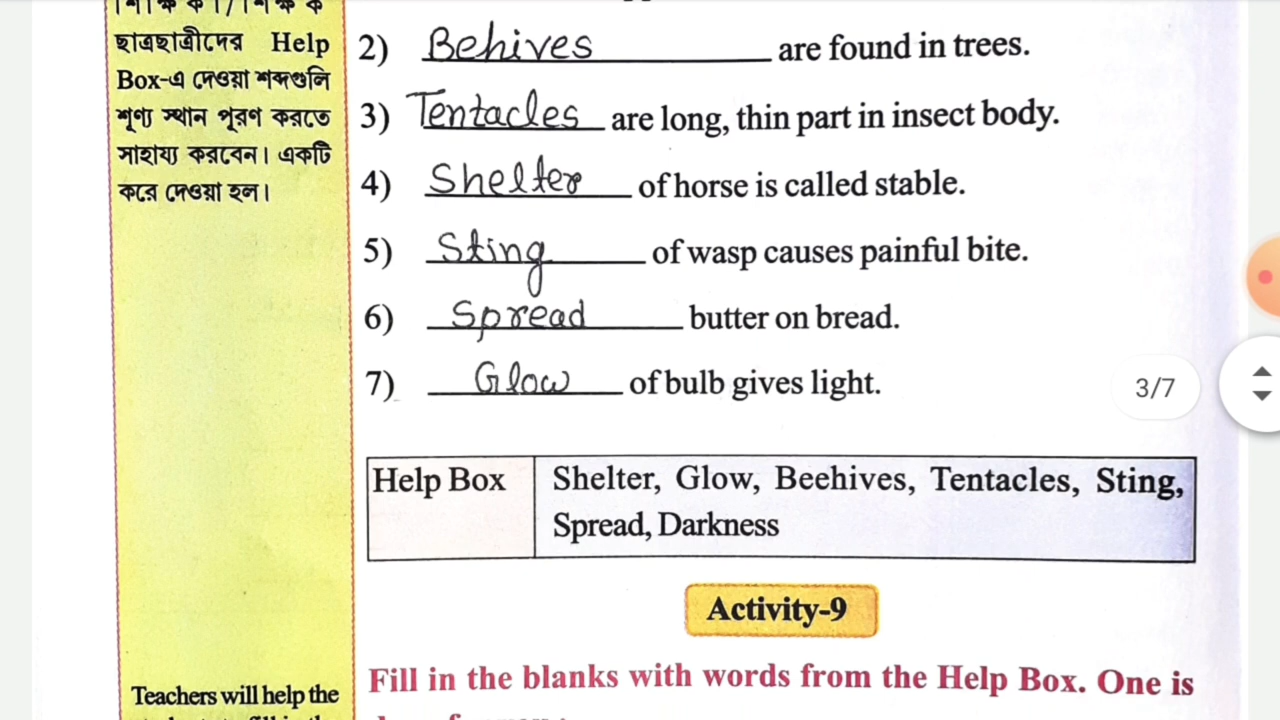 ছাত্রছাত্রীদের Help
Box-এ দেওয়া শব্দগুলি
শূণ্য স্থান পূরণ করতে
সাহায্য করবেন। একটি
করে দেওয়া হল।
2) Behives are found in trees.
3) Tentacles are long, thin part in insect body.
4) Shelter of horse is called stable.
5) Sting of wasp causes painful bite.
6) Spread butter on bread.
7) Glow of bulb gives light.
3/7
Help Box
Shelter, Glow, Beehives, Tentacles, Sting,
Spread, Darkness
Activity-9
Fill in the blanks with words from the Help Box. One is
Teachers will help the